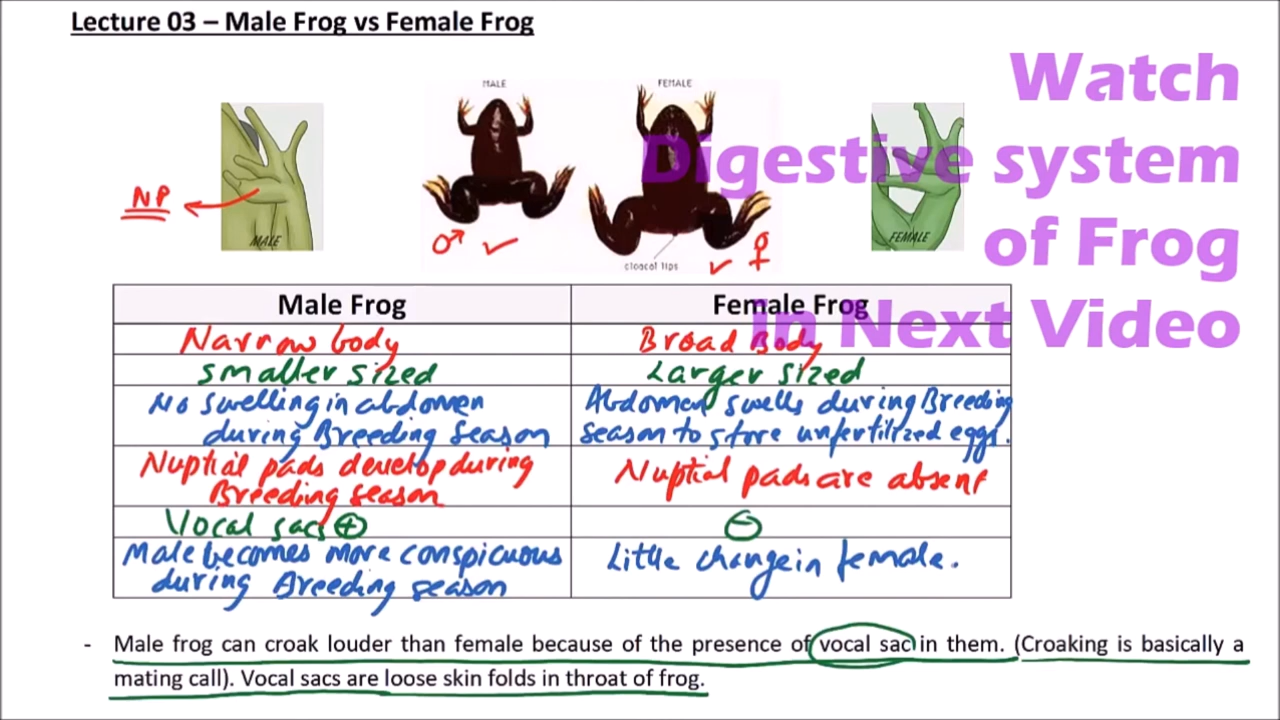 Lecture 03 – Male Frog vs Female Frog
Watch
Digestive system
of Frog
in Next Video
MALE
FEMALE
NP
MALE
♂ ✓
cloacal lips
✓ ♀
FEMALE
Male Frog
Female Frog
Narrow body
Broad Body
Smaller sized
Larger sized
No swelling in abdomen
during Breeding Season
Abdomen swells during Breeding
season to store unfertilized eggs.
Nuptial pads develop during
Breeding season
Nuptial pads are absent
Vocal sacs ⊕
⊖
Male becomes more conspicuous
during Breeding season
Little change in female.
- Male frog can croak louder than female because of the presence of vocal sac in them. (Croaking is basically a
mating call). Vocal sacs are loose skin folds in throat of frog.